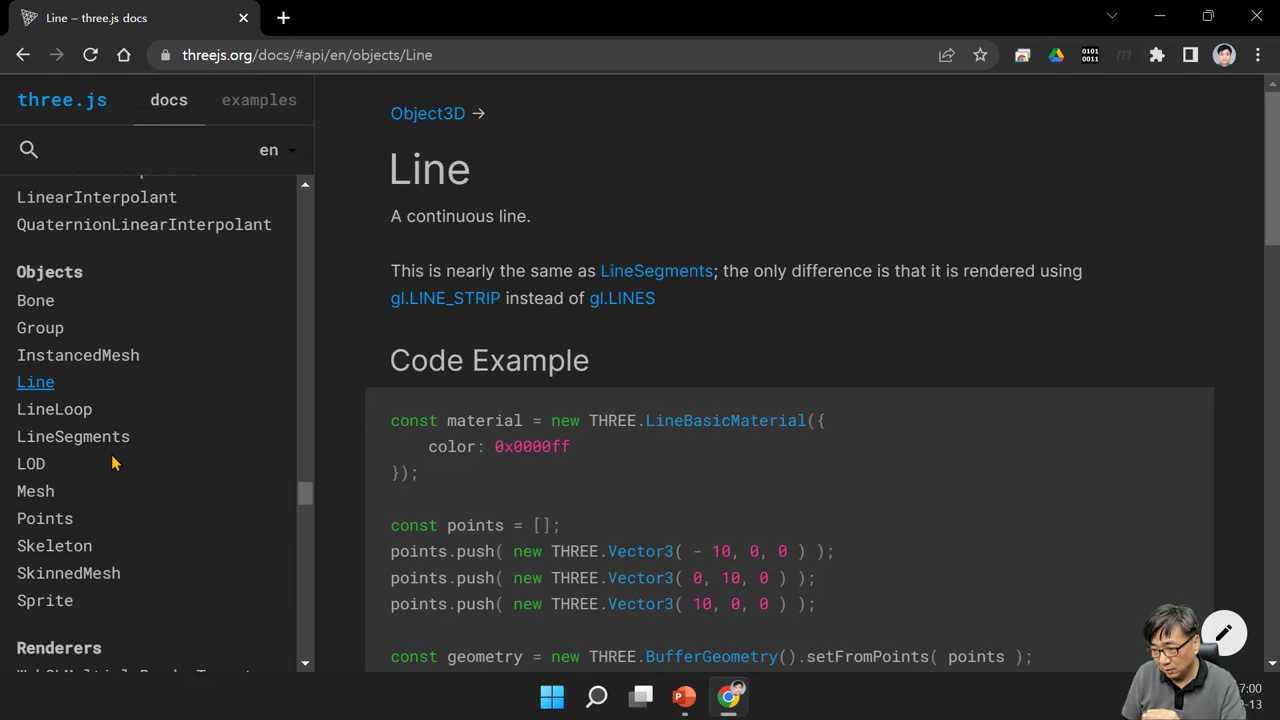 Line – three.js docs
threejs.org/docs/#api/en/objects/Line
three.js
docs
examples
en
LinearInterpolant
QuaternionLinearInterpolant
Objects
Bone
Group
InstancedMesh
Line
LineLoop
LineSegments
LOD
Mesh
Points
Skeleton
SkinnedMesh
Sprite
Renderers
Object3D →
Line
A continuous line.
This is nearly the same as LineSegments; the only difference is that it is rendered using
gl.LINE_STRIP instead of gl.LINES
Code Example
const material = new THREE.LineBasicMaterial({
color: 0x0000ff
});
const points = [];
points.push( new THREE.Vector3( - 10, 0, 0 ) );
points.push( new THREE.Vector3( 0, 10, 0 ) );
points.push( new THREE.Vector3( 10, 0, 0 ) );
const geometry = new THREE.BufferGeometry().setFromPoints( points );
0101
0011